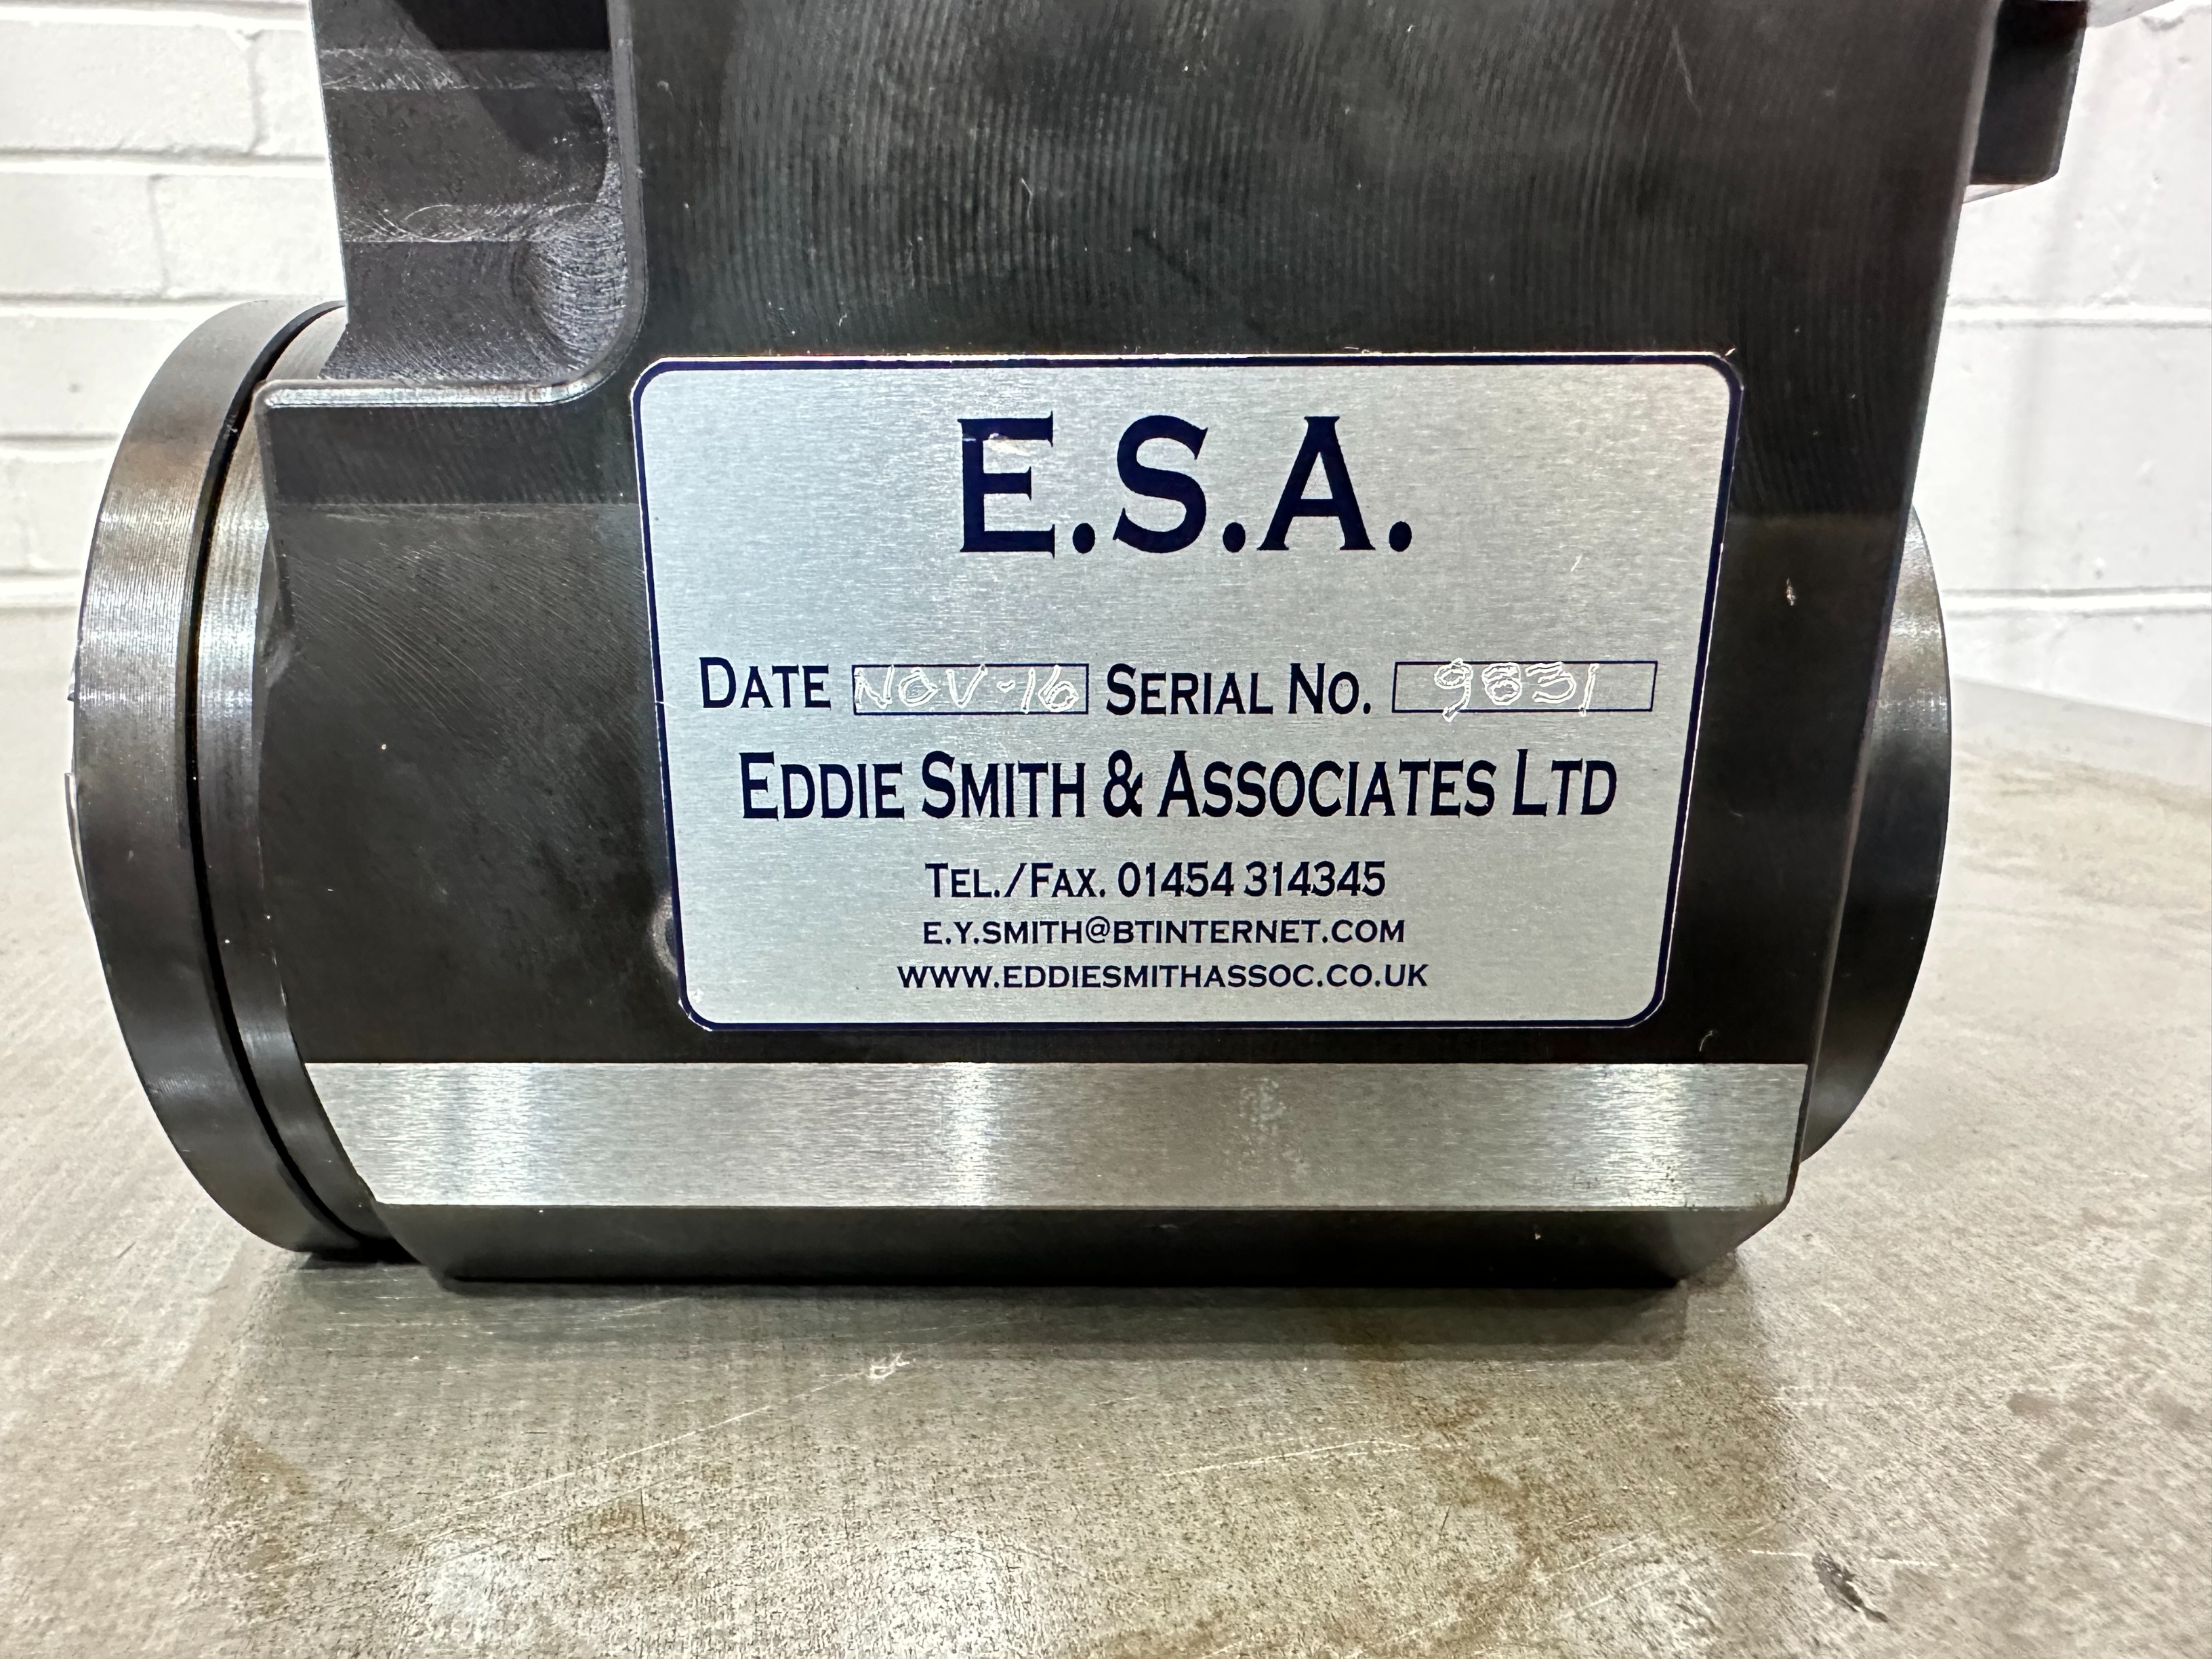 E.S.A.
DATE NOV-16 SERIAL NO. 9831
EDDIE SMITH & ASSOCIATES LTD
TEL./FAX. 01454 314345
E.Y.SMITH@BTINTERNET.COM
WWW.EDDIESMITHASSOC.CO.UK